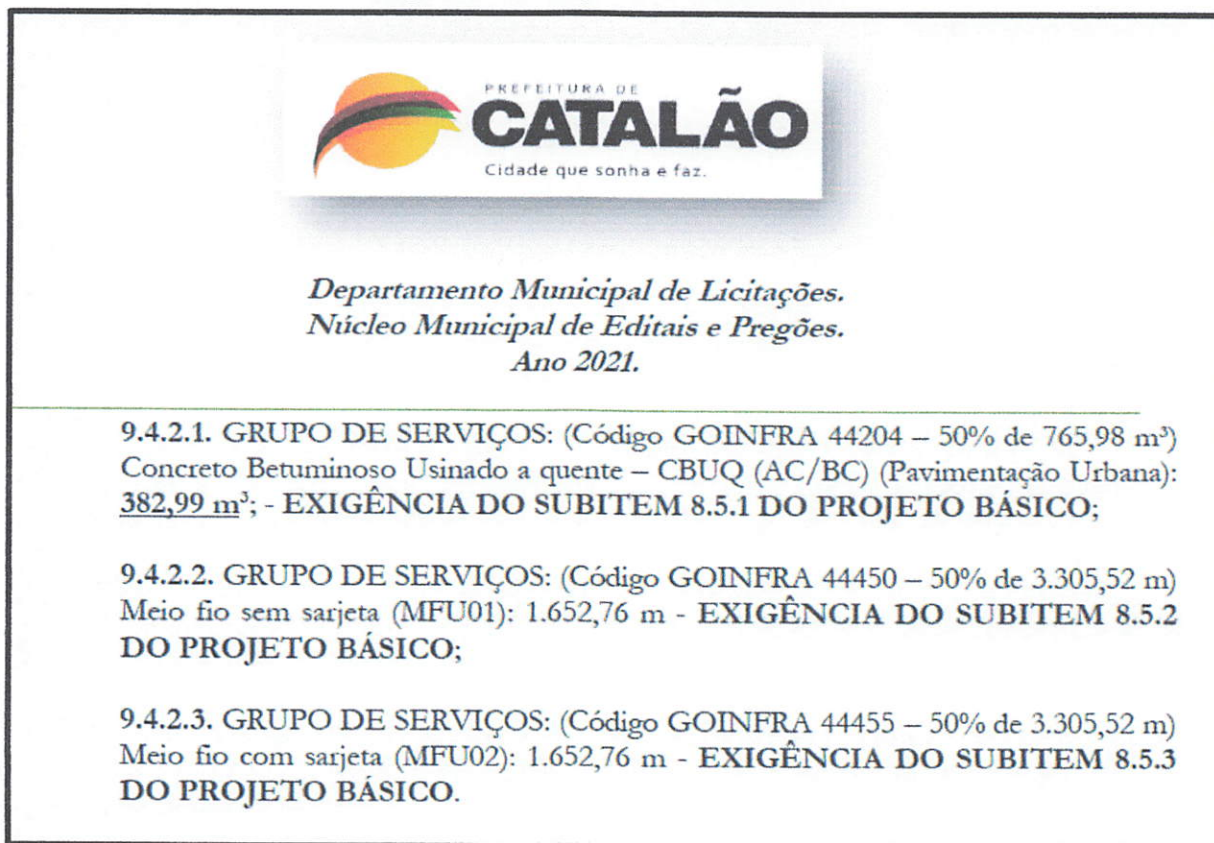 PREFEITURA DE
CATALÃO
Cidade que sonha e faz.
Departamento Municipal de Licitações.
Núcleo Municipal de Editais e Pregões.
Ano 2021.
9.4.2.1. GRUPO DE SERVIÇOS: (Código GOINFRA 44204 – 50% de 765,98 m³)
Concreto Betuminoso Usinado a quente – CBUQ (AC/BC) (Pavimentação Urbana):
382,99 m³; - EXIGÊNCIA DO SUBITEM 8.5.1 DO PROJETO BÁSICO;
9.4.2.2. GRUPO DE SERVIÇOS: (Código GOINFRA 44450 – 50% de 3.305,52 m)
Meio fio sem sarjeta (MFU01): 1.652,76 m - EXIGÊNCIA DO SUBITEM 8.5.2
DO PROJETO BÁSICO;
9.4.2.3. GRUPO DE SERVIÇOS: (Código GOINFRA 44455 – 50% de 3.305,52 m)
Meio fio com sarjeta (MFU02): 1.652,76 m - EXIGÊNCIA DO SUBITEM 8.5.3
DO PROJETO BÁSICO.